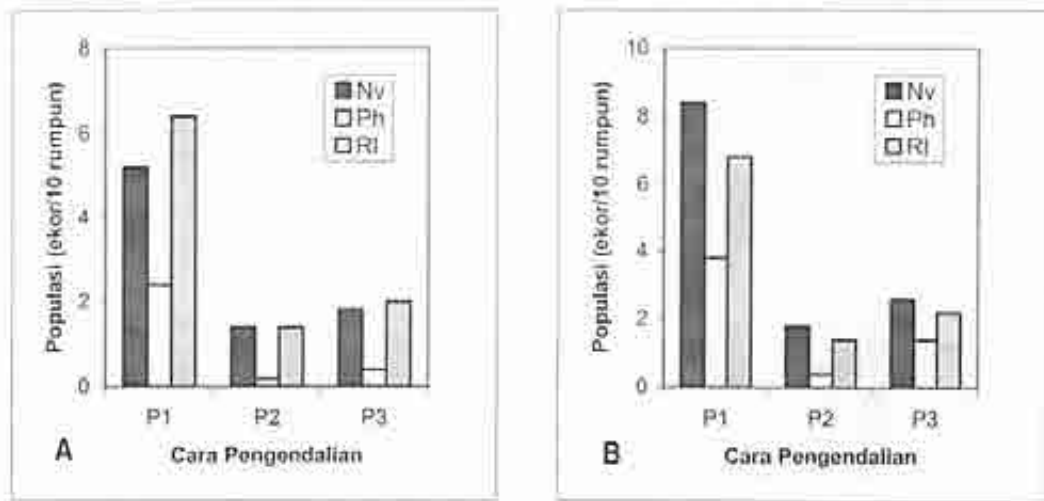 8
6
4
2
0
Populasi (ekor/10 rumpun)
Nv
Ph
Rl
P1 P2 P3
A
Cara Pengendalian
10
8
6
4
2
0
Populasi (ekor/10 rumpun)
Nv
Ph
Rl
P1 P2 P3
B
Cara Pengendalian